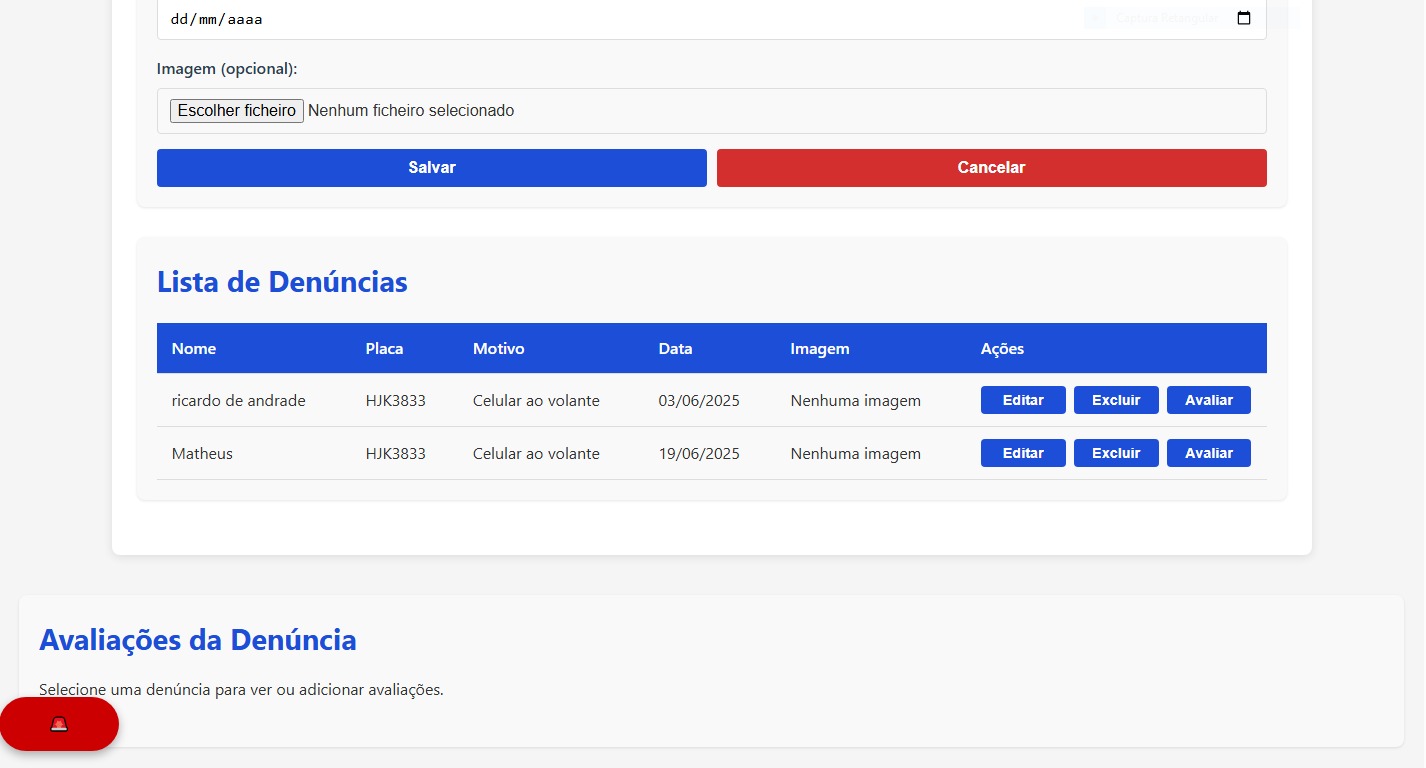 dd/mm/aaaa
Imagem (opcional):
Escolher ficheiro Nenhum ficheiro selecionado
Salvar Cancelar
Lista de Denúncias
Nome Placa Motivo Data Imagem Ações
ricardo de andrade HJK3833 Celular ao volante 03/06/2025 Nenhuma imagem Editar Excluir Avaliar
Matheus HJK3833 Celular ao volante 19/06/2025 Nenhuma imagem Editar Excluir Avaliar
Avaliações da Denúncia
Selecione uma denúncia para ver ou adicionar avaliações.